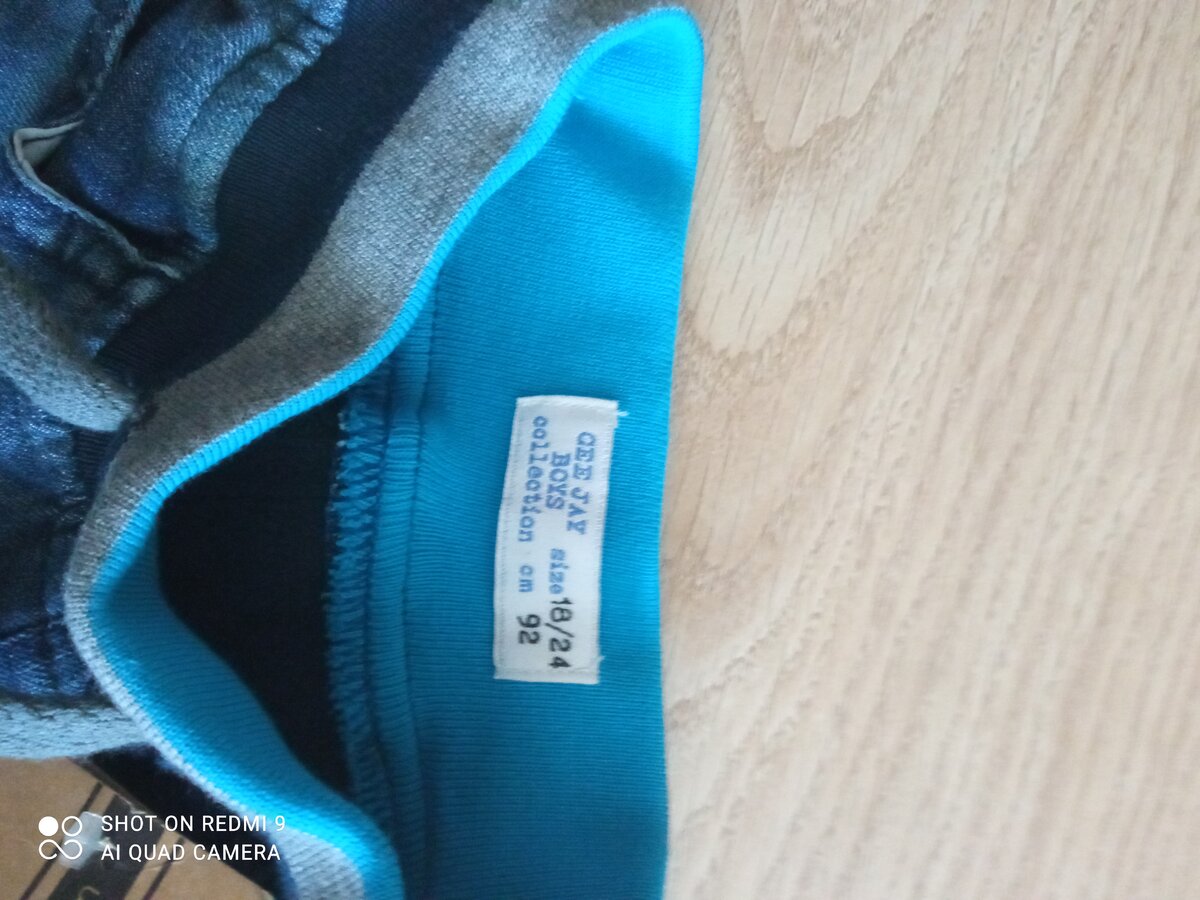 CEE JAY
BOYS size 18/24
collection cm 92
SHOT ON REDMI 9
AI QUAD CAMERA